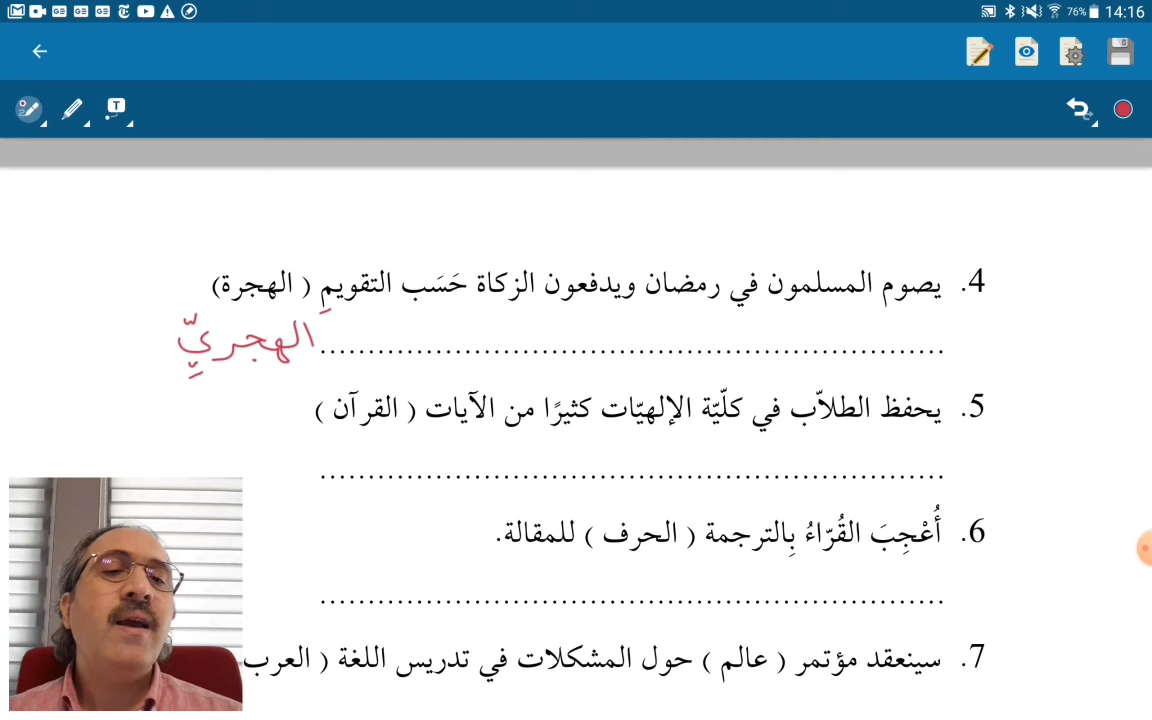 76% 14:16
T
4. يصوم المسلمون في رمضان ويدفعون الزكاة حَسَب التقويمِ ( الهجرة)
الهجريِّ ................................................................
5. يحفظ الطلاّب في كلّيّة الإلهيّات كثيرًا من الآيات ( القرآن )
................................................................
6. أُعْجِبَ القُرّاءُ بِالترجمة ( الحرف ) للمقالة.
................................................................
7. سينعقد مؤتمر ( عالم ) حول المشكلات في تدريس اللغة ( العرب